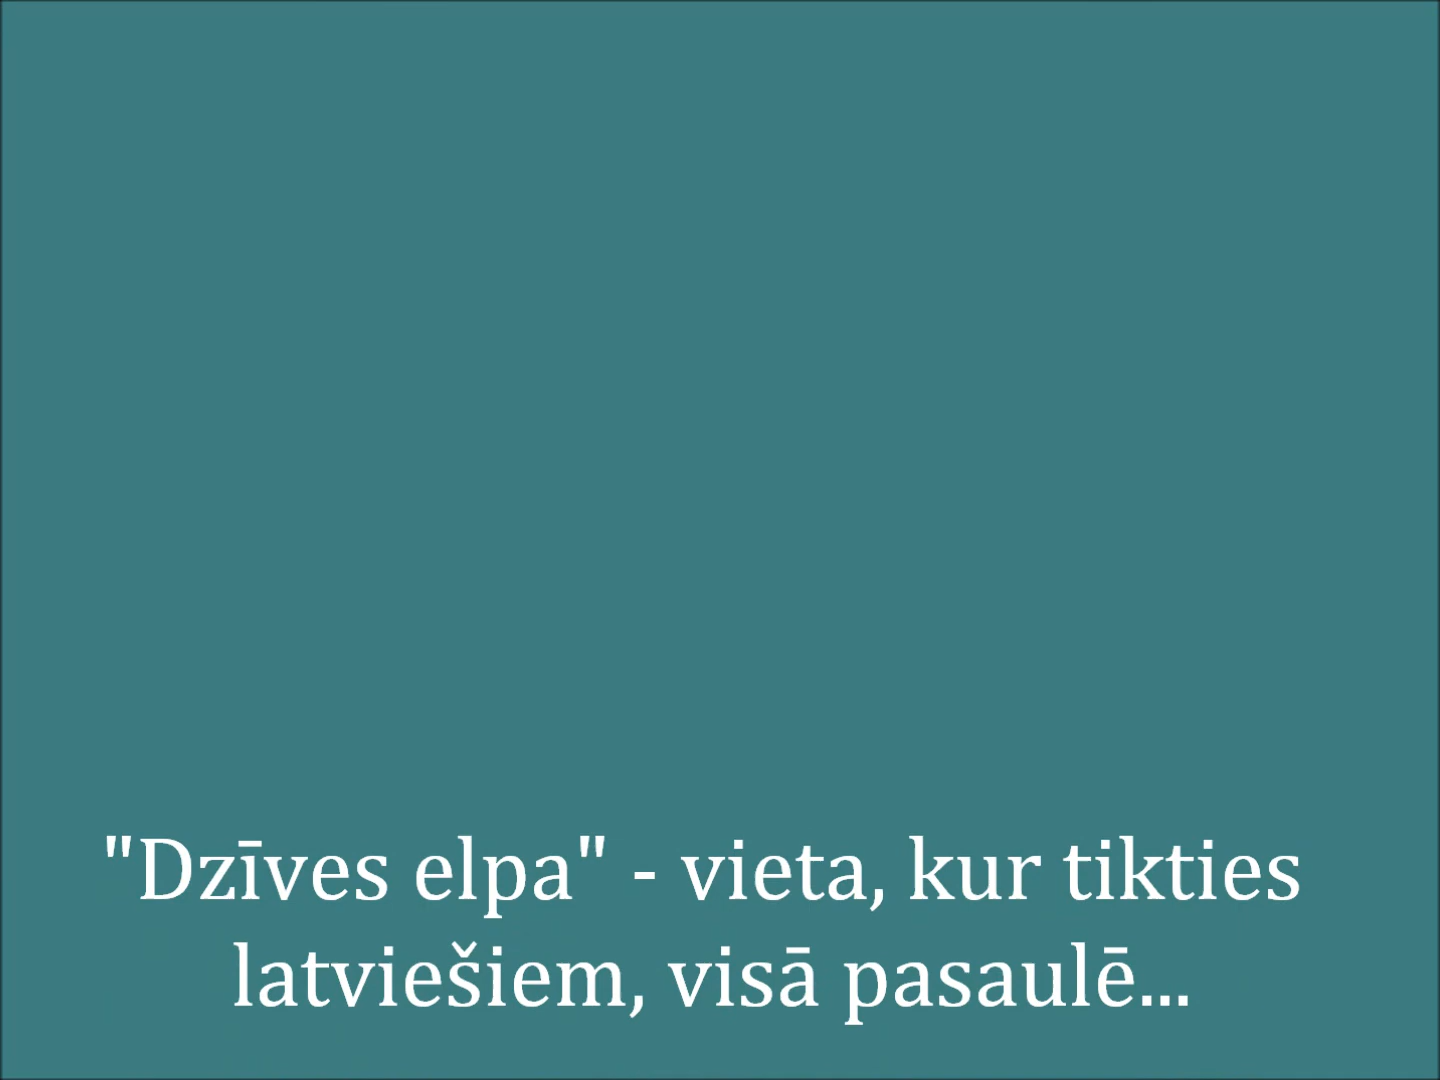 "Dzīves elpa" - vieta, kur tikties
latviešiem, visā pasaulē...